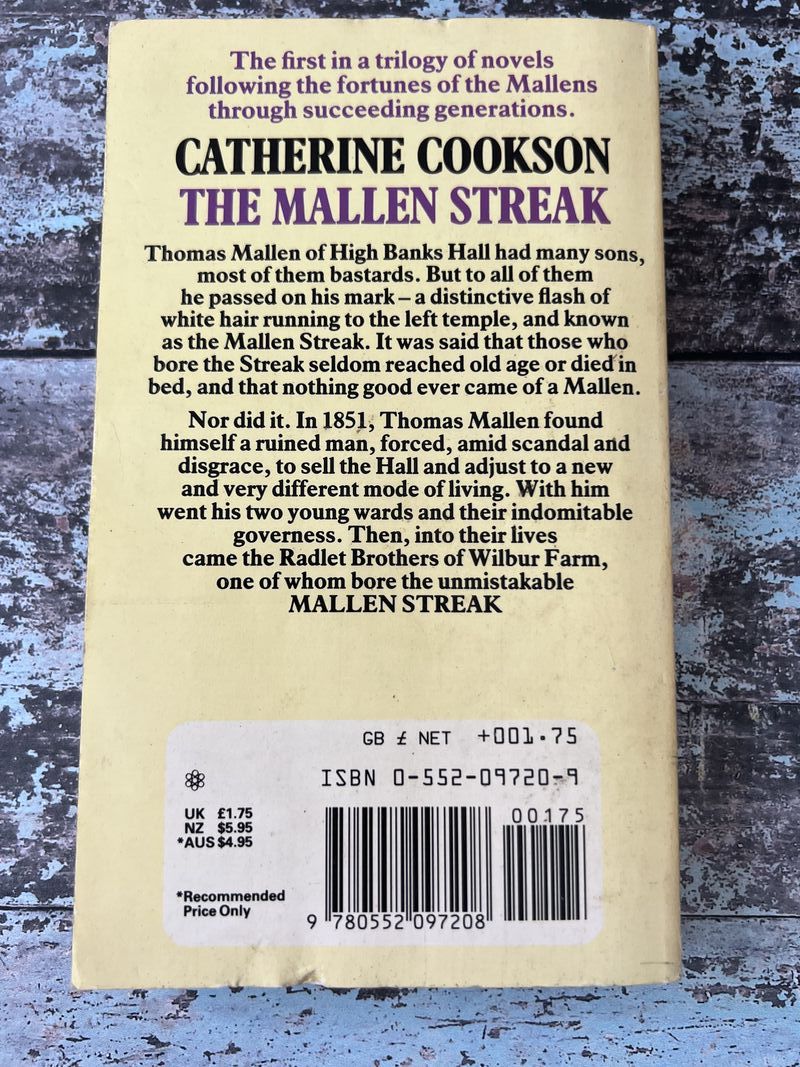 The first in a trilogy of novels
following the fortunes of the Mallens
through succeeding generations.
CATHERINE COOKSON
THE MALLEN STREAK
Thomas Mallen of High Banks Hall had many sons,
most of them bastards. But to all of them
he passed on his mark – a distinctive flash of
white hair running to the left temple, and known
as the Mallen Streak. It was said that those who
bore the Streak seldom reached old age or died in
bed, and that nothing good ever came of a Mallen.
Nor did it. In 1851, Thomas Mallen found
himself a ruined man, forced, amid scandal and
disgrace, to sell the Hall and adjust to a new
and very different mode of living. With him
went his two young wards and their indomitable
governess. Then, into their lives
came the Radlet Brothers of Wilbur Farm,
one of whom bore the unmistakable
MALLEN STREAK
GB £ NET +001.75
ISBN 0-552-09720-9
UK £1.75
NZ $5.95
*AUS $4.95
*Recommended
Price Only
00175
9 780552 097208